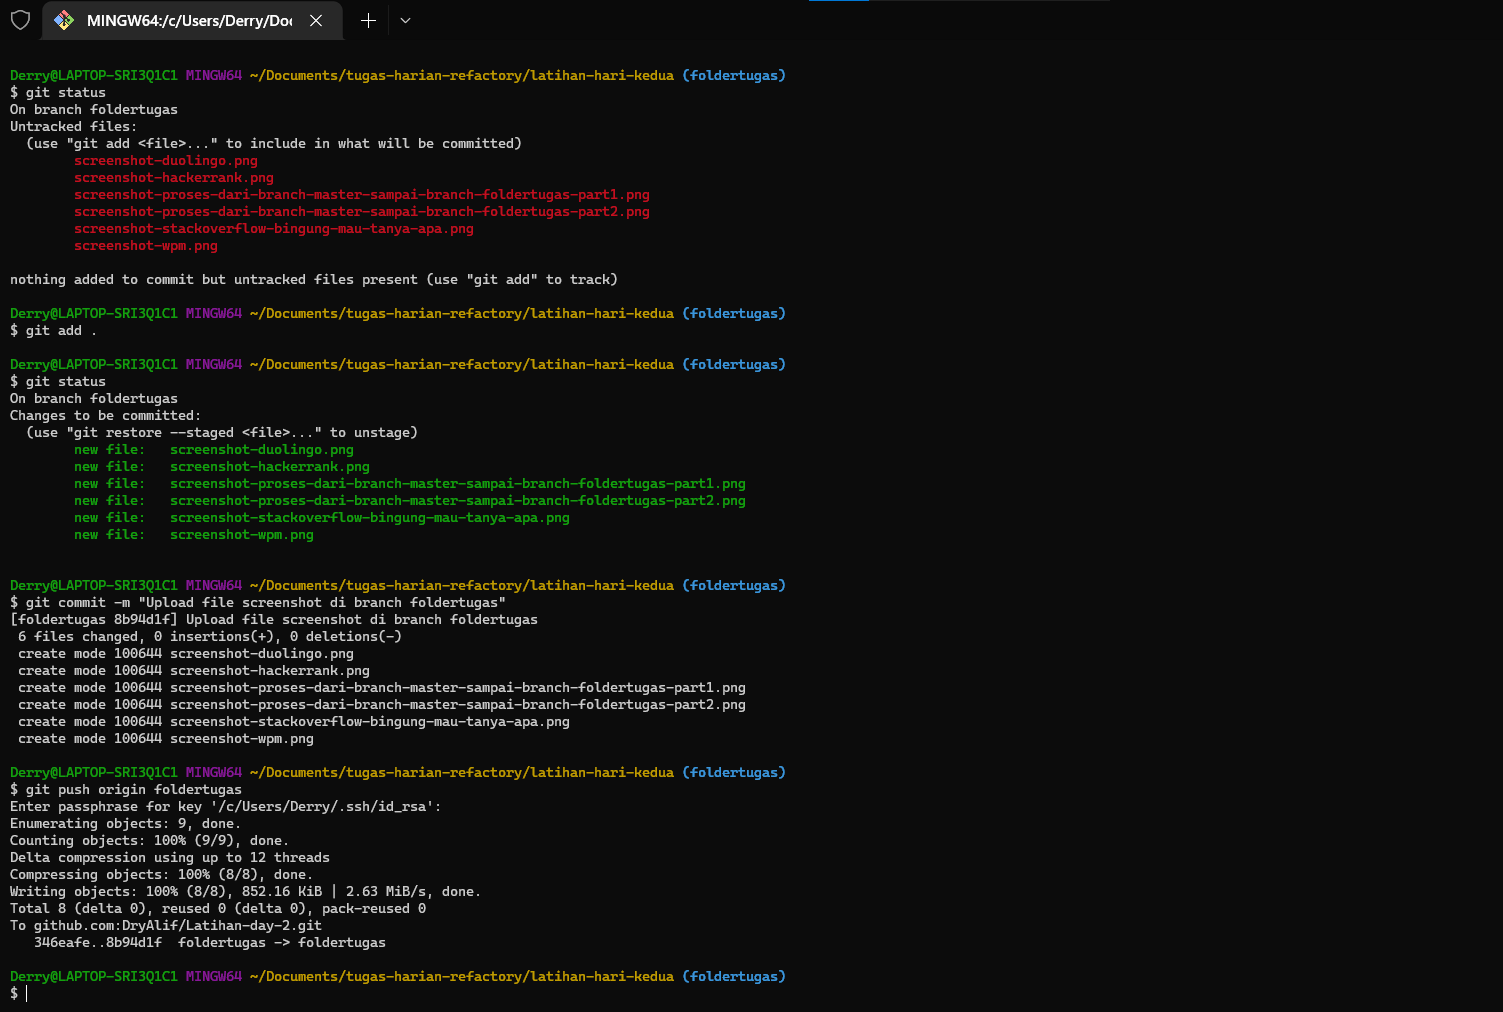 MINGW64:/c/Users/Derry/Doc
Derry@LAPTOP-SRI3Q1C1 MINGW64 ~/Documents/tugas-harian-refactory/latihan-hari-kedua (foldertugas)
$ git status
On branch foldertugas
Untracked files:
  (use "git add <file>..." to include in what will be committed)
        screenshot-duolingo.png
        screenshot-hackerrank.png
        screenshot-proses-dari-branch-master-sampai-branch-foldertugas-part1.png
        screenshot-proses-dari-branch-master-sampai-branch-foldertugas-part2.png
        screenshot-stackoverflow-bingung-mau-tanya-apa.png
        screenshot-wpm.png
nothing added to commit but untracked files present (use "git add" to track)
Derry@LAPTOP-SRI3Q1C1 MINGW64 ~/Documents/tugas-harian-refactory/latihan-hari-kedua (foldertugas)
$ git add .
Derry@LAPTOP-SRI3Q1C1 MINGW64 ~/Documents/tugas-harian-refactory/latihan-hari-kedua (foldertugas)
$ git status
On branch foldertugas
Changes to be committed:
  (use "git restore --staged <file>..." to unstage)
        new file:   screenshot-duolingo.png
        new file:   screenshot-hackerrank.png
        new file:   screenshot-proses-dari-branch-master-sampai-branch-foldertugas-part1.png
        new file:   screenshot-proses-dari-branch-master-sampai-branch-foldertugas-part2.png
        new file:   screenshot-stackoverflow-bingung-mau-tanya-apa.png
        new file:   screenshot-wpm.png
Derry@LAPTOP-SRI3Q1C1 MINGW64 ~/Documents/tugas-harian-refactory/latihan-hari-kedua (foldertugas)
$ git commit -m "Upload file screenshot di branch foldertugas"
[foldertugas 8b94d1f] Upload file screenshot di branch foldertugas
 6 files changed, 0 insertions(+), 0 deletions(-)
 create mode 100644 screenshot-duolingo.png
 create mode 100644 screenshot-hackerrank.png
 create mode 100644 screenshot-proses-dari-branch-master-sampai-branch-foldertugas-part1.png
 create mode 100644 screenshot-proses-dari-branch-master-sampai-branch-foldertugas-part2.png
 create mode 100644 screenshot-stackoverflow-bingung-mau-tanya-apa.png
 create mode 100644 screenshot-wpm.png
Derry@LAPTOP-SRI3Q1C1 MINGW64 ~/Documents/tugas-harian-refactory/latihan-hari-kedua (foldertugas)
$ git push origin foldertugas
Enter passphrase for key '/c/Users/Derry/.ssh/id_rsa':
Enumerating objects: 9, done.
Counting objects: 100% (9/9), done.
Delta compression using up to 12 threads
Compressing objects: 100% (8/8), done.
Writing objects: 100% (8/8), 852.16 KiB | 2.63 MiB/s, done.
Total 8 (delta 0), reused 0 (delta 0), pack-reused 0
To github.com:DryAlif/Latihan-day-2.git
   346eafe..8b94d1f  foldertugas -> foldertugas
Derry@LAPTOP-SRI3Q1C1 MINGW64 ~/Documents/tugas-harian-refactory/latihan-hari-kedua (foldertugas)
$